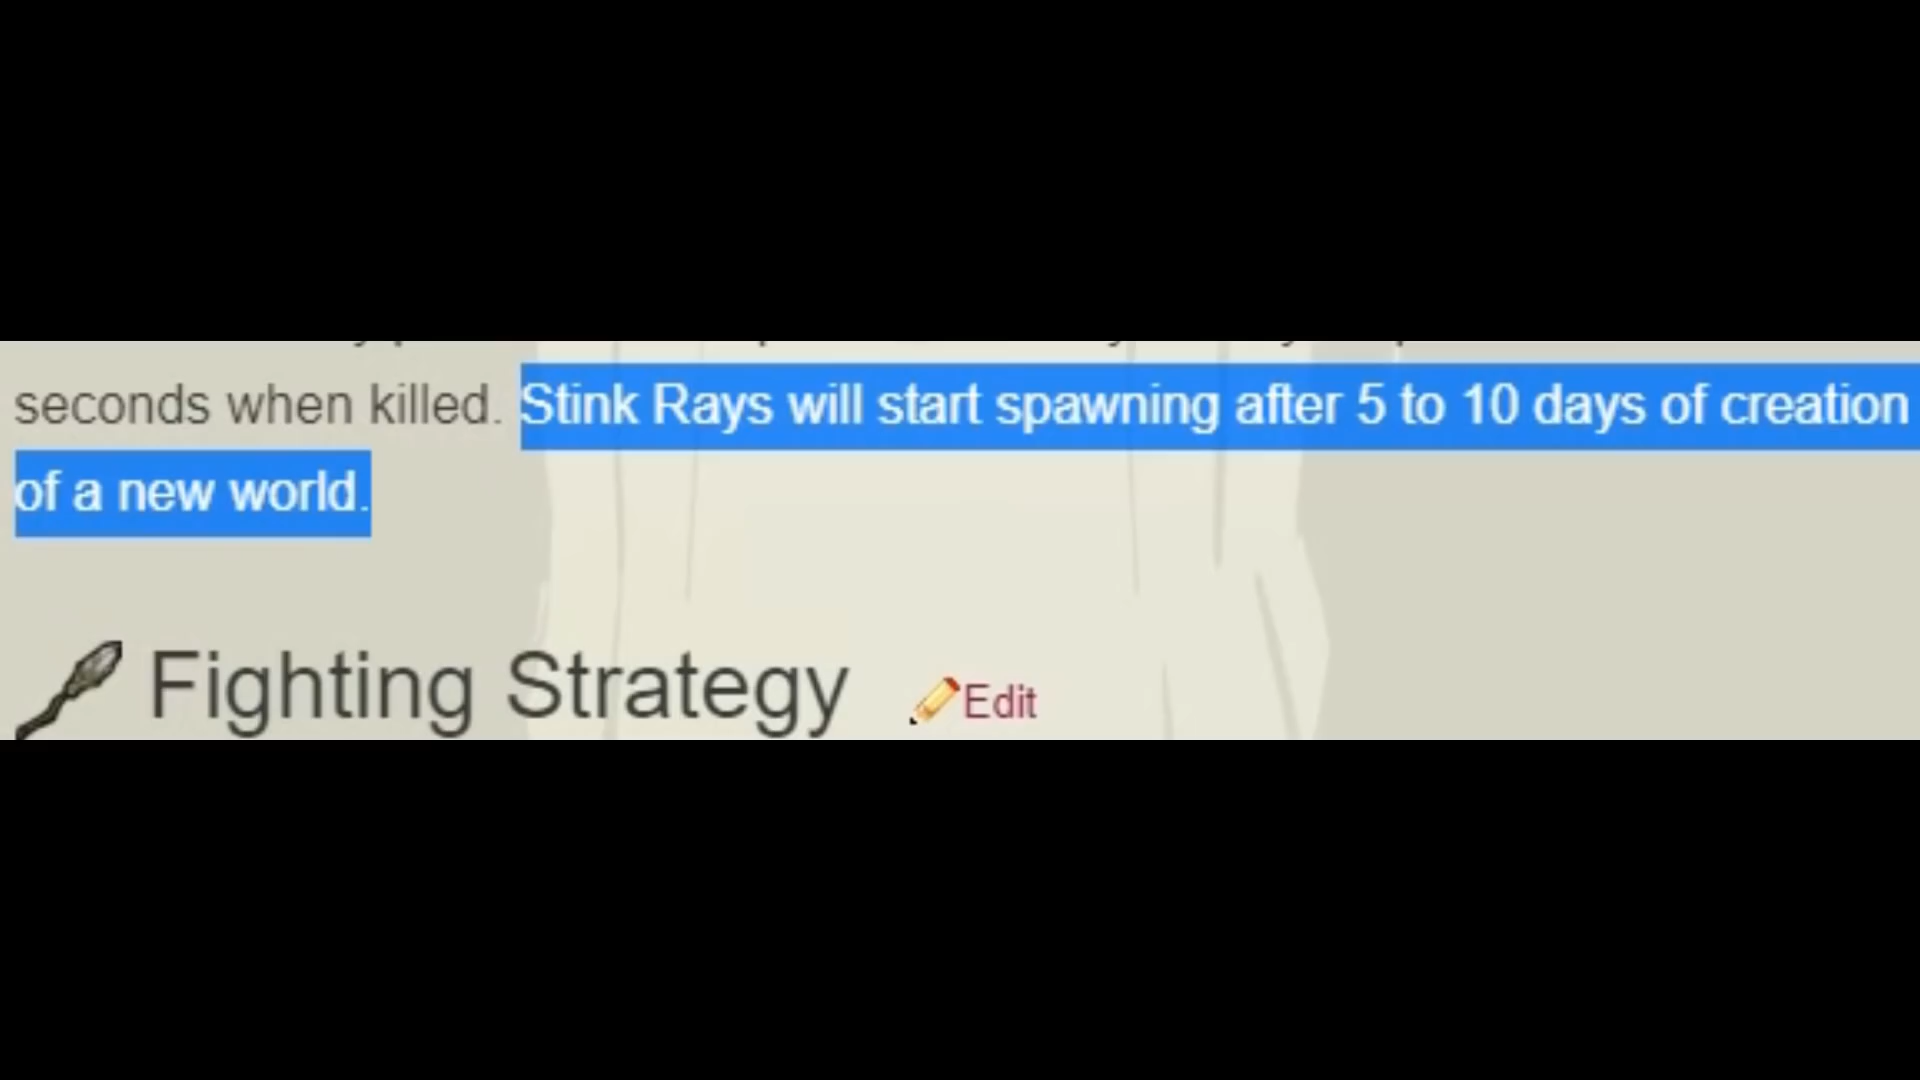 seconds when killed. Stink Rays will start spawning after 5 to 10 days of creation
of a new world.
Fighting Strategy Edit